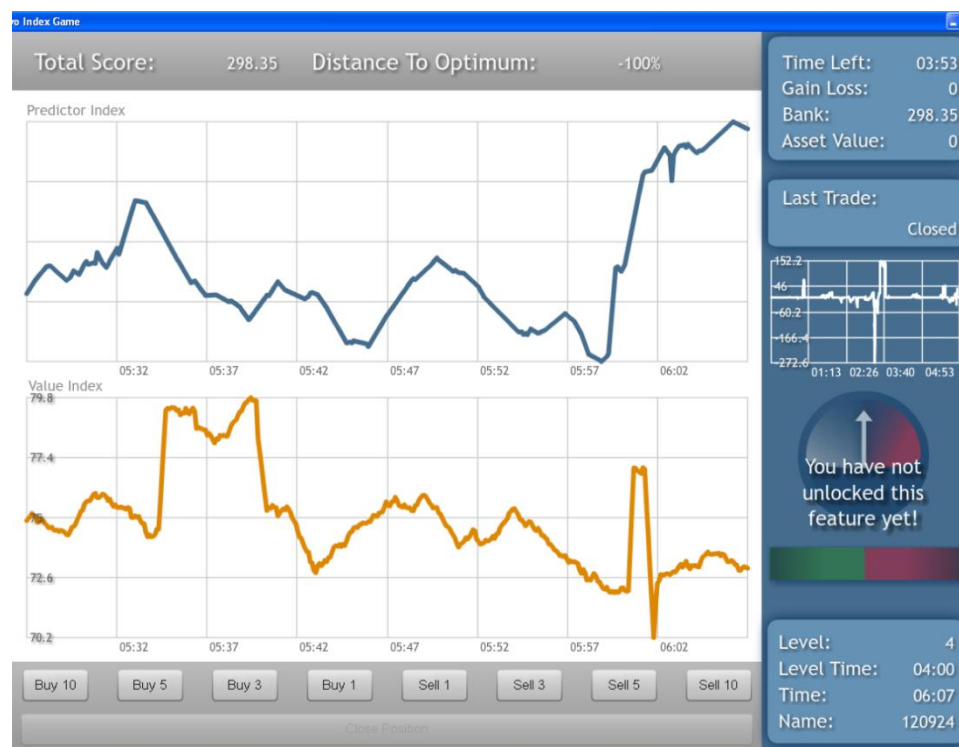 vo Index Game
Total Score: 298.35 Distance To Optimum: -100%
Predictor Index
05:32 05:37 05:42 05:47 05:52 05:57 06:02
Value Index
79.8
77.4
72.6
70.2
05:32 05:37 05:42 05:47 05:52 05:57 06:02
Buy 10 Buy 5 Buy 3 Buy 1 Sell 1 Sell 3 Sell 5 Sell 10
Close Position
Time Left: 03:53
Gain Loss: 0
Bank: 298.35
Asset Value: 0
Last Trade:
Closed
152.2
46
-60.2
-166.4
-272.6
01:13 02:26 03:40 04:53
You have not
unlocked this
feature yet!
Level: 4
Level Time: 04:00
Time: 06:07
Name: 120924